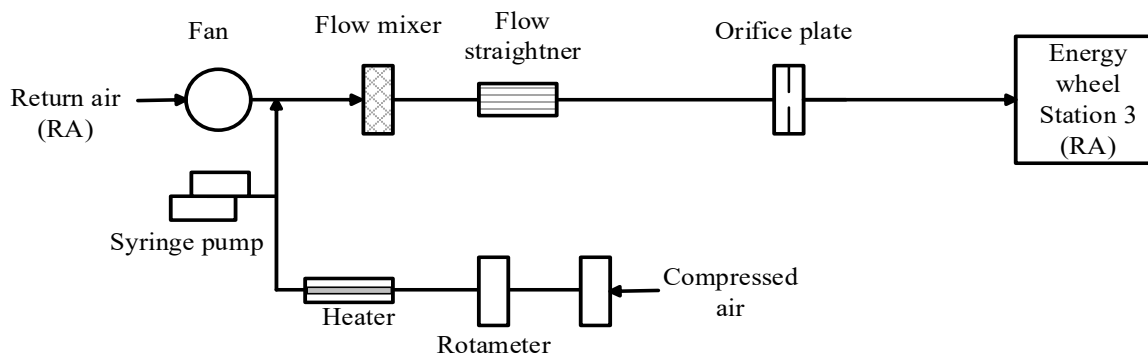 Fan
Flow mixer
Flow
straightner
Orifice plate
Energy
wheel
Station 3
(RA)
Return air
(RA)
Syringe pump
Heater
Rotameter
Compressed
air